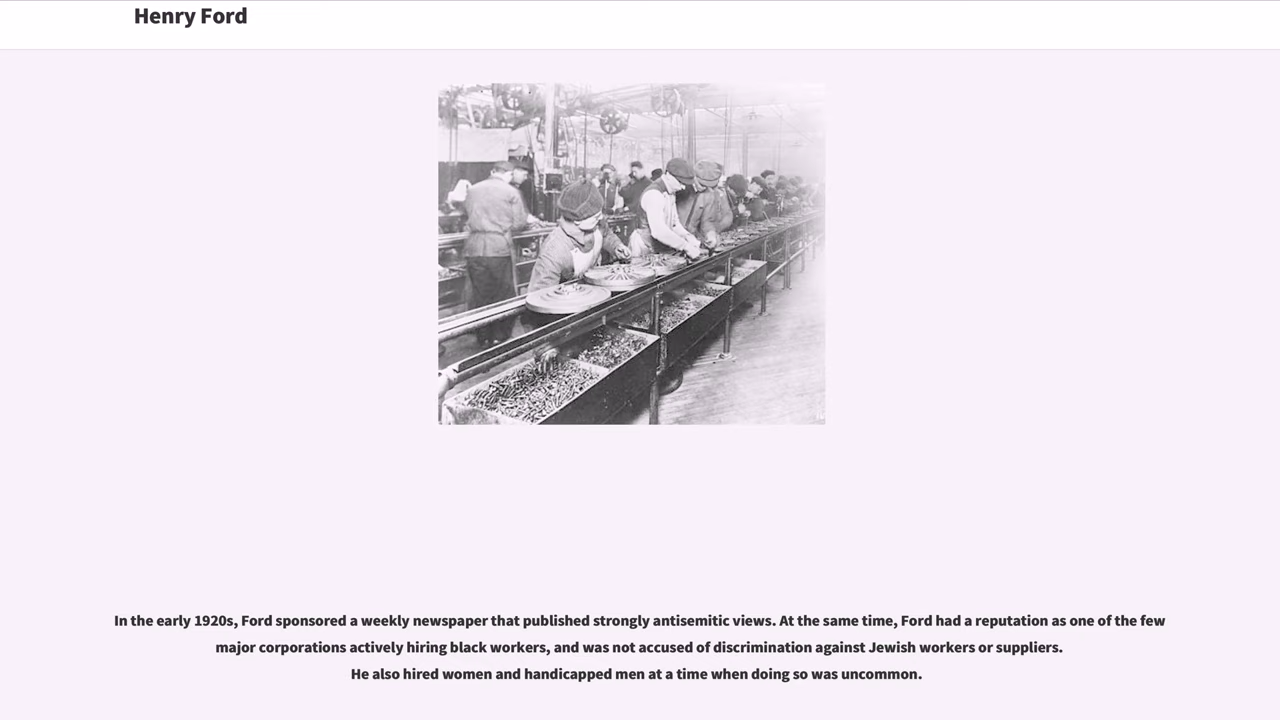 Henry Ford
In the early 1920s, Ford sponsored a weekly newspaper that published strongly antisemitic views. At the same time, Ford had a reputation as one of the few
major corporations actively hiring black workers, and was not accused of discrimination against Jewish workers or suppliers.
He also hired women and handicapped men at a time when doing so was uncommon.